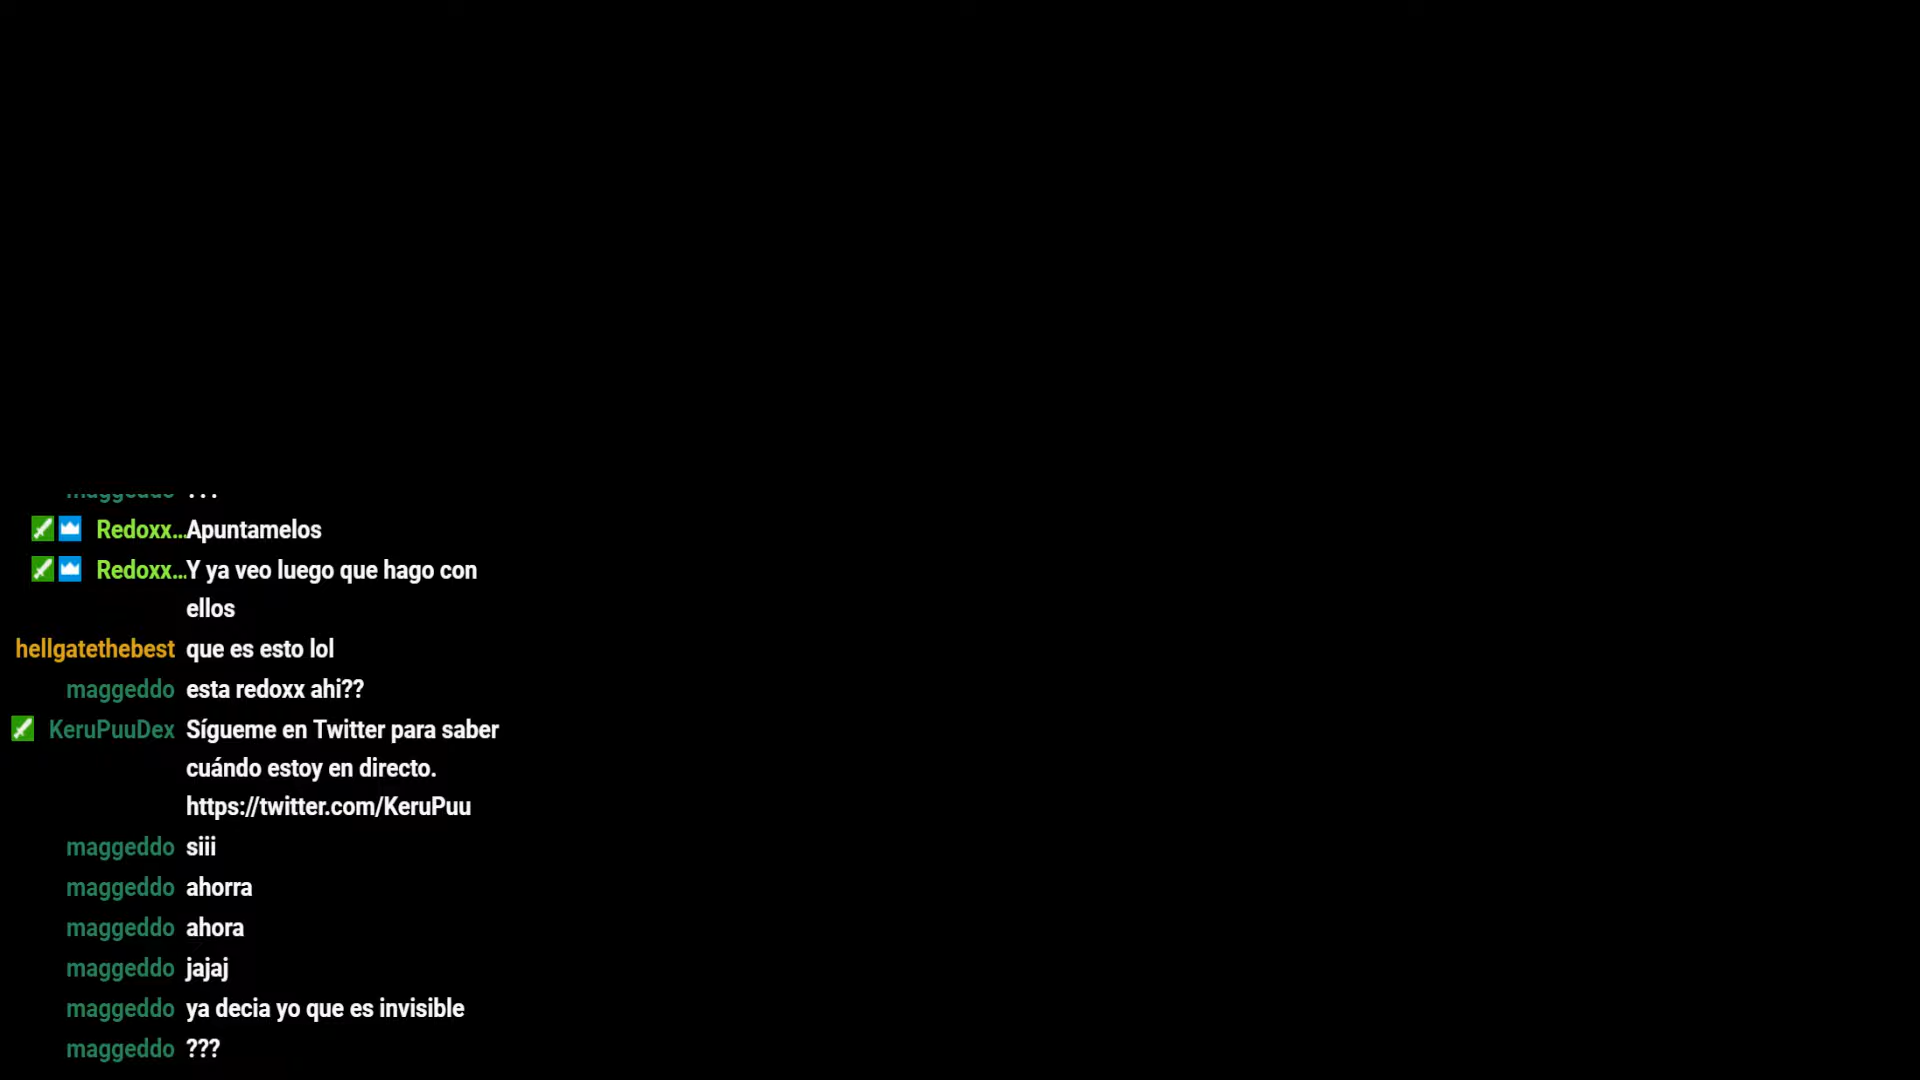 maggeddo ???
Redoxx...Apuntamelos
Redoxx...Y ya veo luego que hago con
ellos
hellgatethebest que es esto lol
maggeddo esta redoxx ahi??
KeruPuuDex Sígueme en Twitter para saber
cuándo estoy en directo.
https://twitter.com/KeruPuu
maggeddo siii
maggeddo ahorra
maggeddo ahora
maggeddo jajaj
maggeddo ya decia yo que es invisible
maggeddo ???